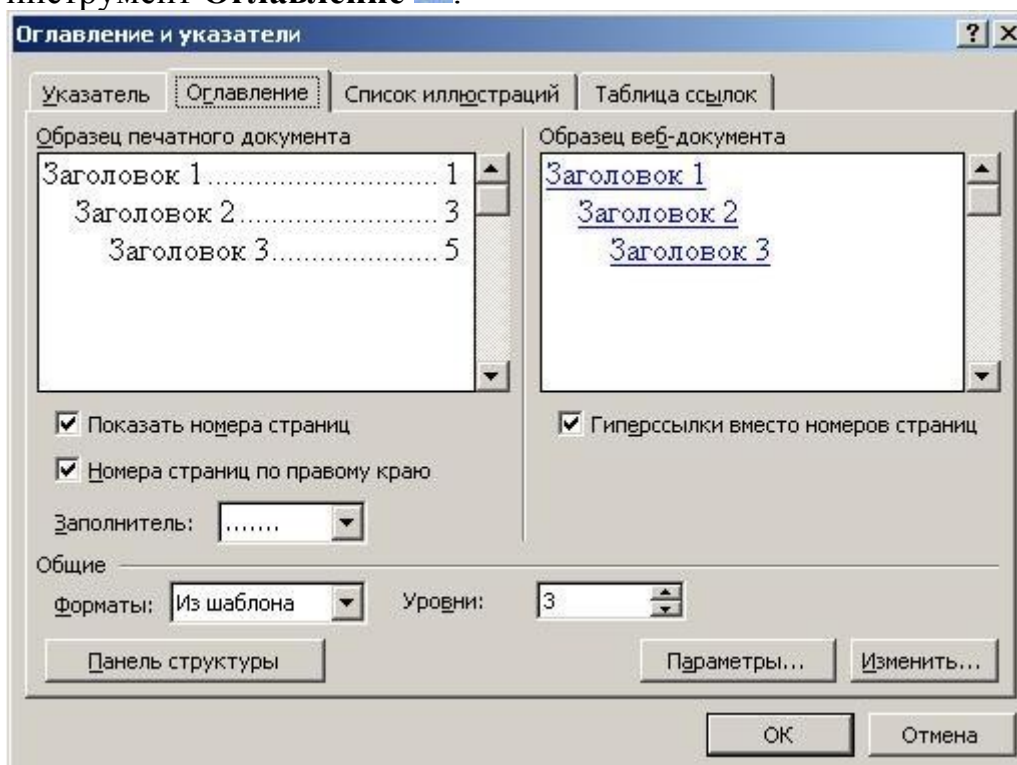 инструмент Оглавление
Оглавление и указатели
Указатель Оглавление Список иллюстраций Таблица ссылок
Образец печатного документа
Заголовок 1.............................. 1
Заголовок 2......................... 3
Заголовок 3..................... 5
Образец веб-документа
Заголовок 1
Заголовок 2
Заголовок 3
Показать номера страниц
Номера страниц по правому краю
Заполнитель: .......
Гиперссылки вместо номеров страниц
Общие
Форматы: Из шаблона Уровни: 3
Панель структуры Параметры... Изменить...
ОК Отмена